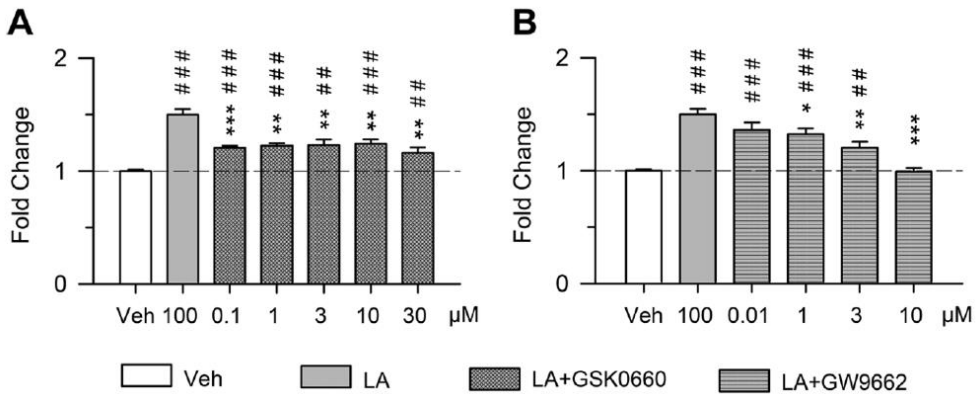 A
B
### ### ### ### ## ### ##
*** ** ** ** **
### ### ### ##
* ** ***
2
1
0
Fold Change
Veh 100 0.1 1 3 10 30 µM
2
1
0
Fold Change
Veh 100 0.01 1 3 10 µM
Veh LA LA+GSK0660 LA+GW9662